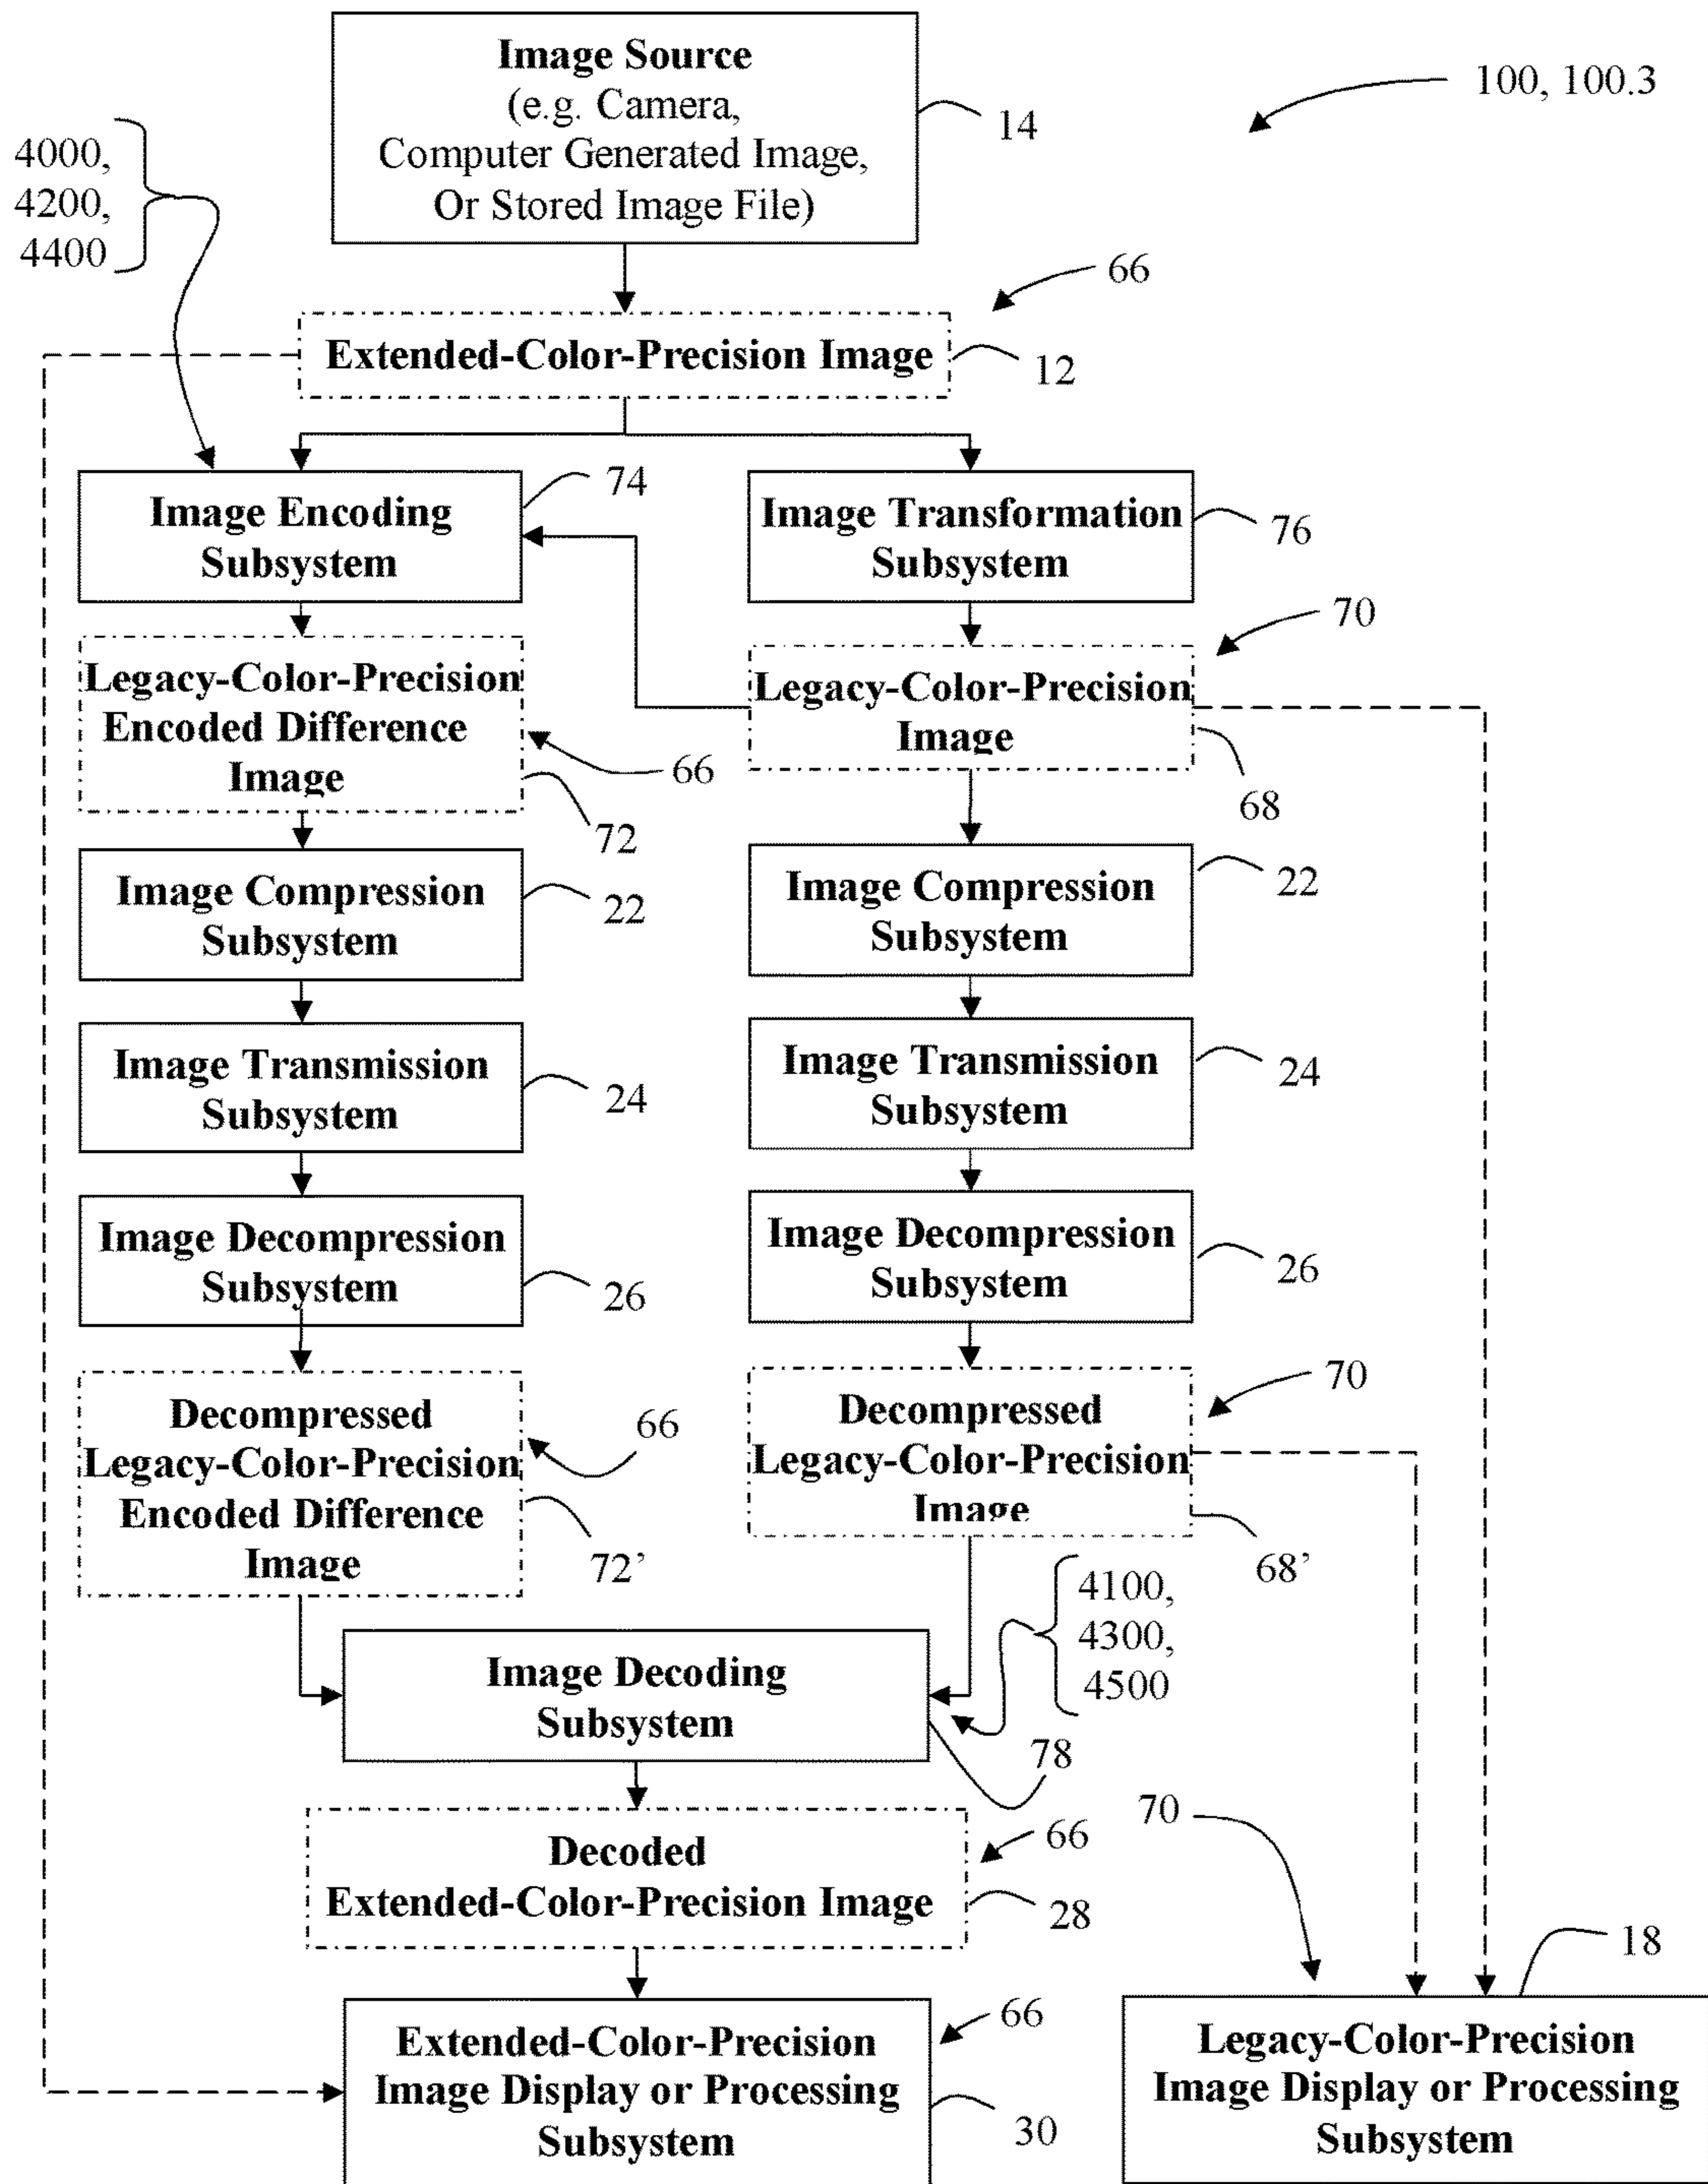 Image Source
(e.g. Camera,
Computer Generated Image,
Or Stored Image File)
14
100, 100.3
4000,
4200,
4400
66
Extended-Color-Precision Image
12
Image Encoding
Subsystem
74
Image Transformation
Subsystem
76
70
Legacy-Color-Precision
Encoded Difference
Image
66
72
Legacy-Color-Precision
Image
68
Image Compression
Subsystem
22
Image Compression
Subsystem
22
Image Transmission
Subsystem
24
Image Transmission
Subsystem
24
Image Decompression
Subsystem
26
Image Decompression
Subsystem
26
Decompressed
Legacy-Color-Precision
Encoded Difference
Image
66
72’
Decompressed
Legacy-Color-Precision
Image
70
68’
4100,
4300,
4500
Image Decoding
Subsystem
78
Decoded
Extended-Color-Precision Image
66
28
70
18
Extended-Color-Precision
Image Display or Processing
Subsystem
66
30
Legacy-Color-Precision
Image Display or Processing
Subsystem